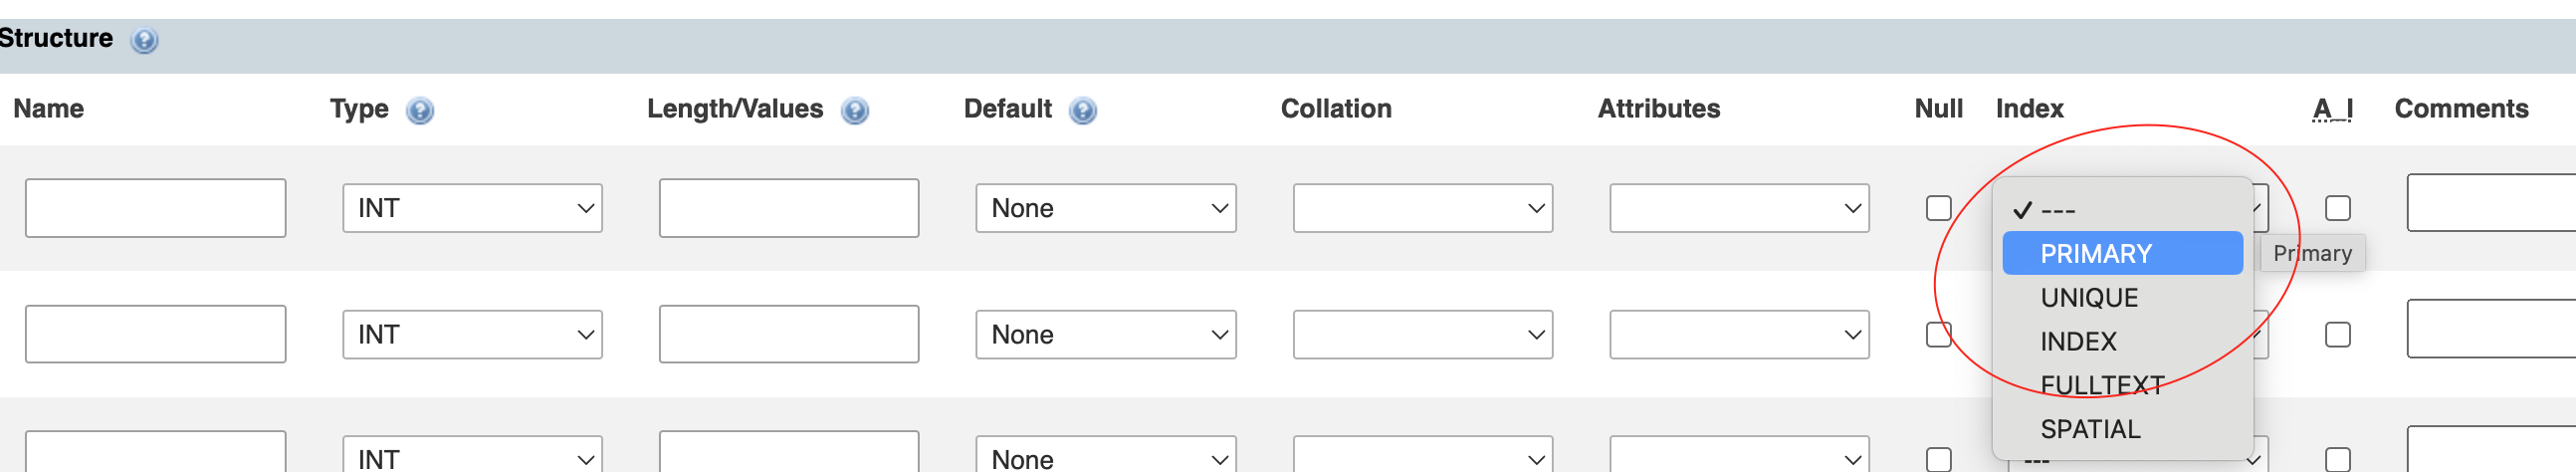 Structure
Name Type Length/Values Default Collation Attributes Null Index A_I Comments
INT None ---
PRIMARY Primary
UNIQUE
INT None INDEX
FULLTEXT
SPATIAL
INT None ---